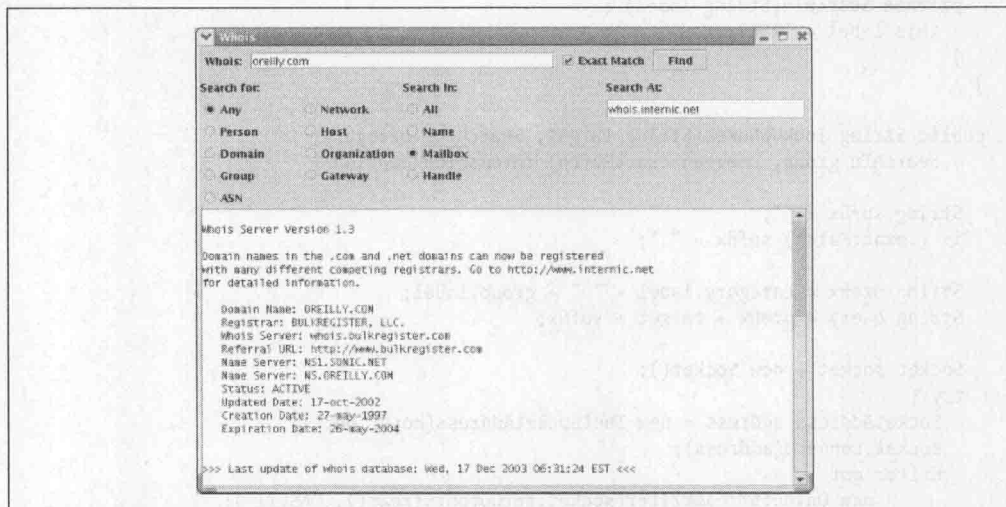 Whois
Whois: oreilly.com Exact Match Find
Search for: Search In: Search At:
Any Network All whois.internic.net
Person Host Name
Domain Organization Mailbox
Group Gateway Handle
ASN
Whois Server Version 1.3
Domain names in the .com and .net domains can now be registered
with many different competing registrars. Go to http://www.internic.net
for detailed information.
Domain Name: OREILLY.COM
Registrar: BULKREGISTER, LLC.
Whois Server: whois.bulkregister.com
Referral URL: http://www.bulkregister.com
Name Server: NS1.SONIC.NET
Name Server: NS.OREILLY.COM
Status: ACTIVE
Updated Date: 17-oct-2002
Creation Date: 27-may-1997
Expiration Date: 26-may-2004
>>> Last update of whois database: Wed, 17 Dec 2003 06:31:24 EST <<<